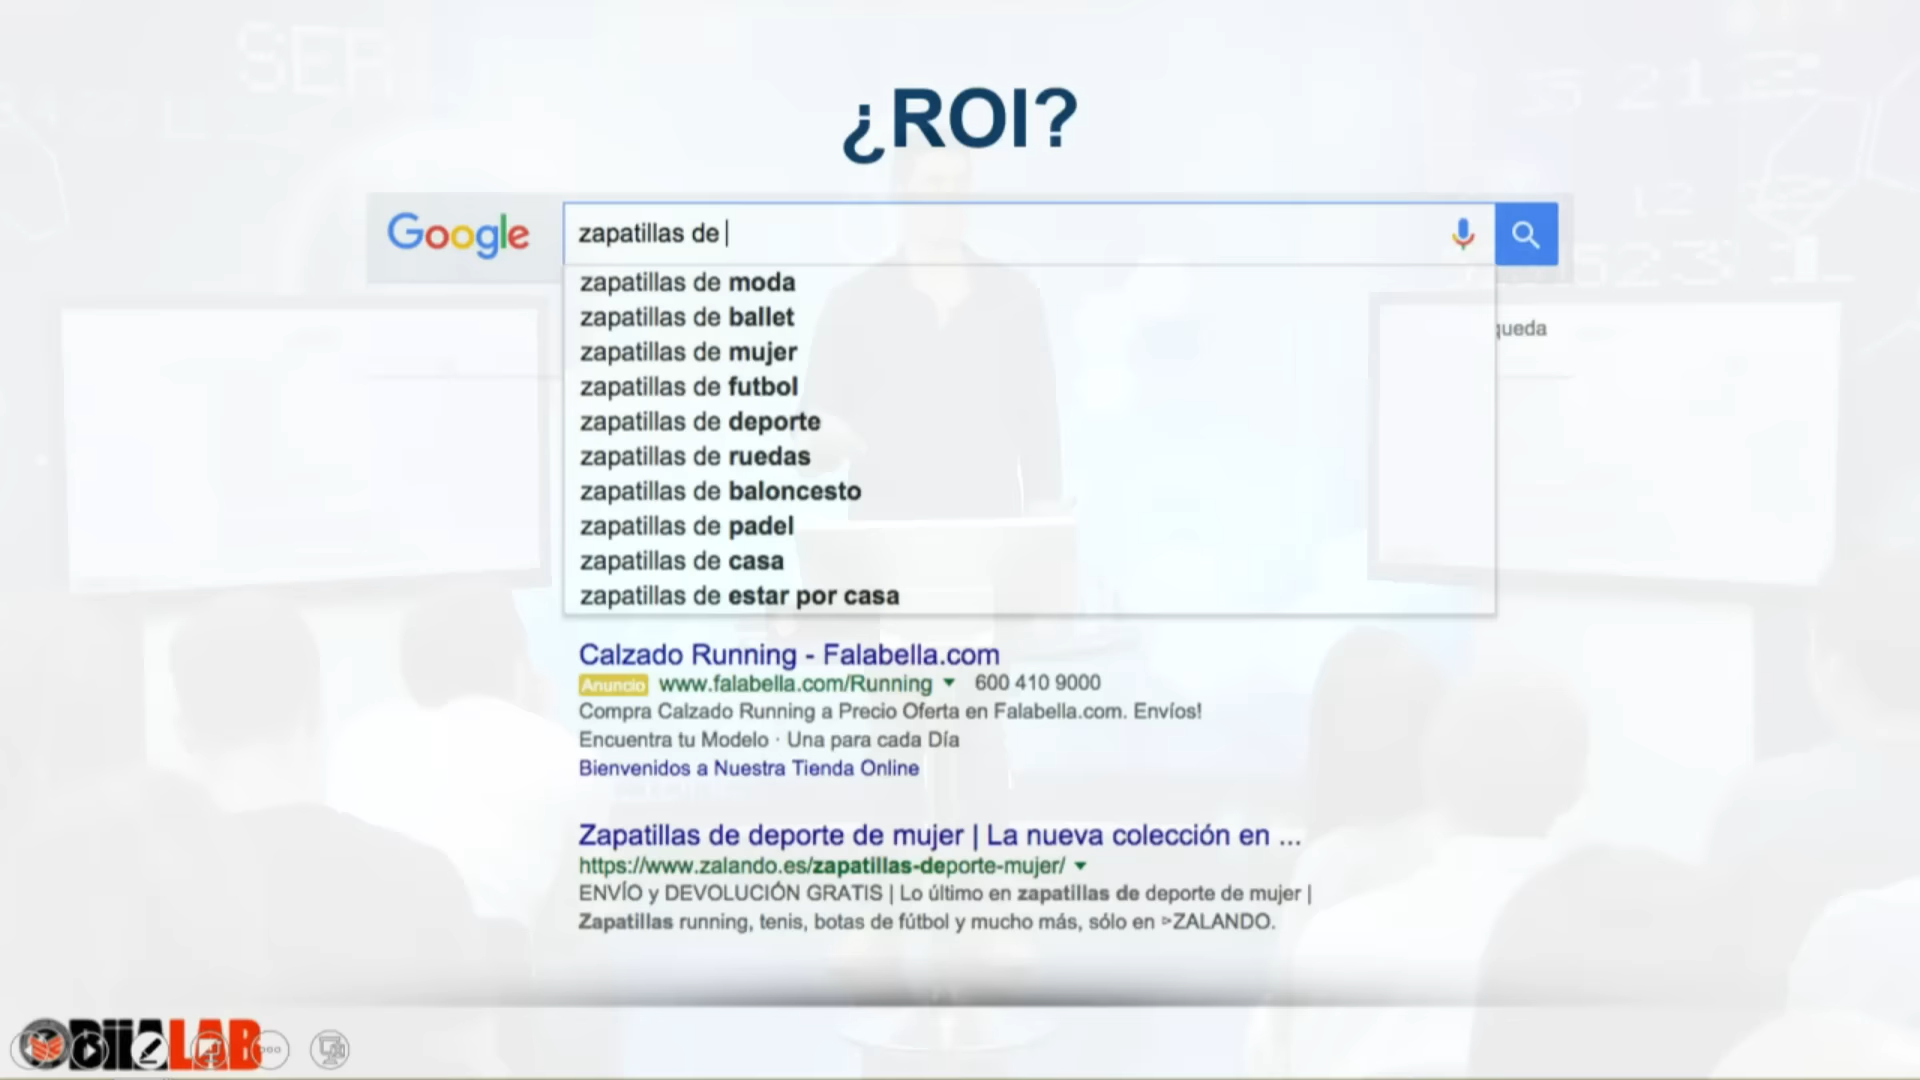 ¿ROI?
Google
zapatillas de
zapatillas de moda
zapatillas de ballet
zapatillas de mujer
zapatillas de futbol
zapatillas de deporte
zapatillas de ruedas
zapatillas de baloncesto
zapatillas de padel
zapatillas de casa
zapatillas de estar por casa
queda
Calzado Running - Falabella.com
Anuncio www.falabella.com/Running 600 410 9000
Compra Calzado Running a Precio Oferta en Falabella.com. Envíos!
Encuentra tu Modelo · Una para cada Día
Bienvenidos a Nuestra Tienda Online
Zapatillas de deporte de mujer | La nueva colección en ...
https://www.zalando.es/zapatillas-deporte-mujer/
ENVÍO y DEVOLUCIÓN GRATIS | Lo último en zapatillas de deporte de mujer |
Zapatillas running, tenis, botas de fútbol y mucho más, sólo en ➣ZALANDO.
BiiALAB